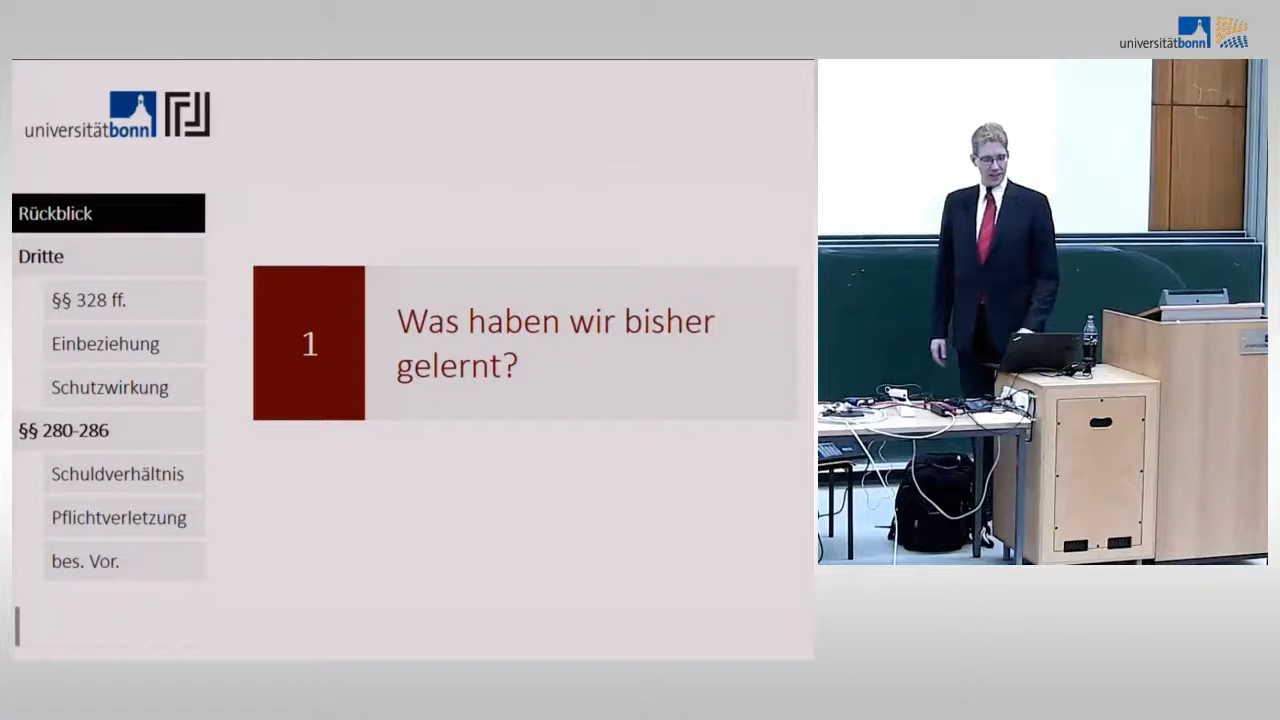 universitätbonn
universitätbonn
Rückblick
Dritte
§§ 328 ff.
Einbeziehung
Schutzwirkung
§§ 280-286
Schuldverhältnis
Pflichtverletzung
bes. Vor.
1
Was haben wir bisher
gelernt?